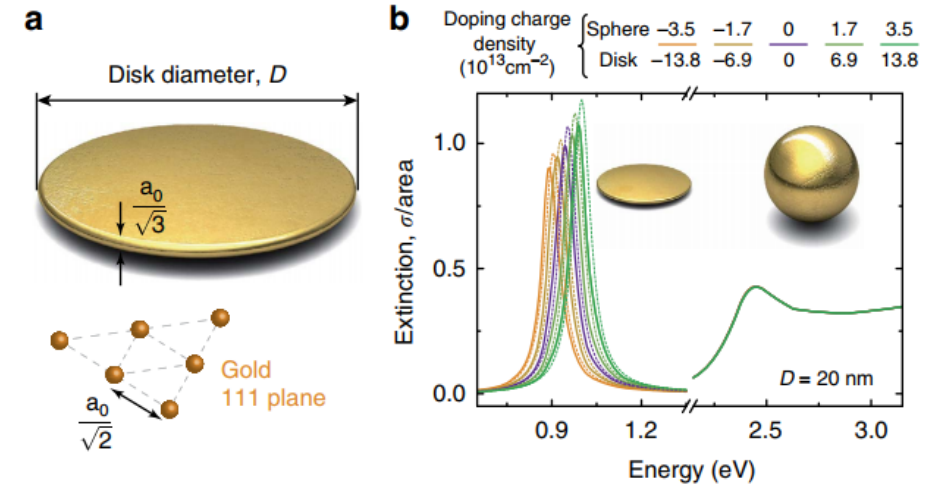 a
Disk diameter, D
a₀
√3
Gold
111 plane
a₀
√2
b
Doping charge
density
(10¹³cm⁻²)
Sphere −3.5 −1.7 0 1.7 3.5
Disk −13.8 −6.9 0 6.9 13.8
Extinction, σ/area
1.0
0.5
0.0
D = 20 nm
0.9 1.2 2.5 3.0
Energy (eV)